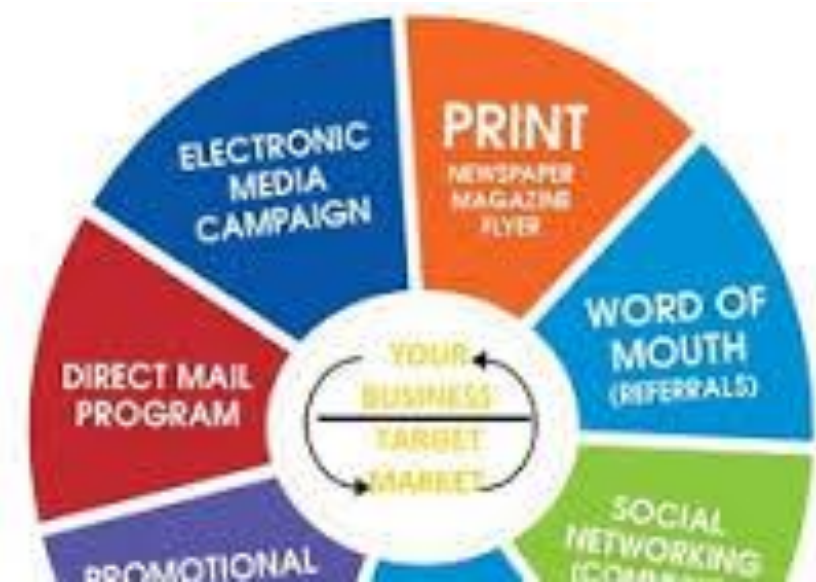 ELECTRONIC
MEDIA
CAMPAIGN
PRINT
NEWSPAPER
MAGAZINE
FLYER
WORD OF
MOUTH
(REFERRALS)
DIRECT MAIL
PROGRAM
YOUR
BUSINESS
TARGET
MARKET
SOCIAL
NETWORKING
PROMOTIONAL